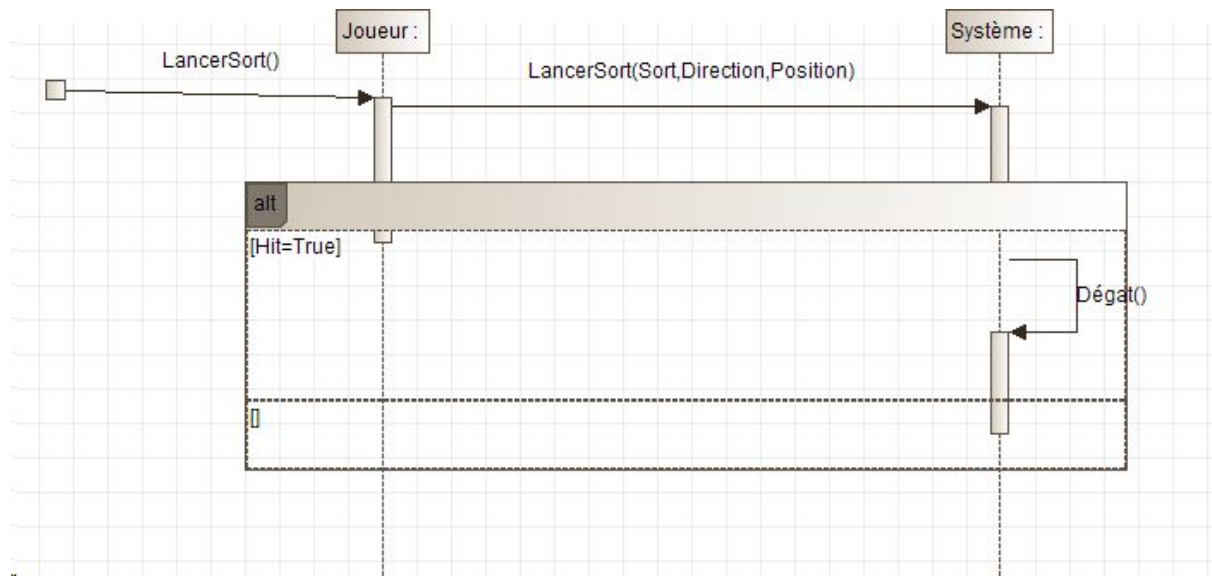 Joueur :
Système :
LancerSort()
LancerSort(Sort,Direction,Position)
alt
[Hit=True]
Dégat()
[]